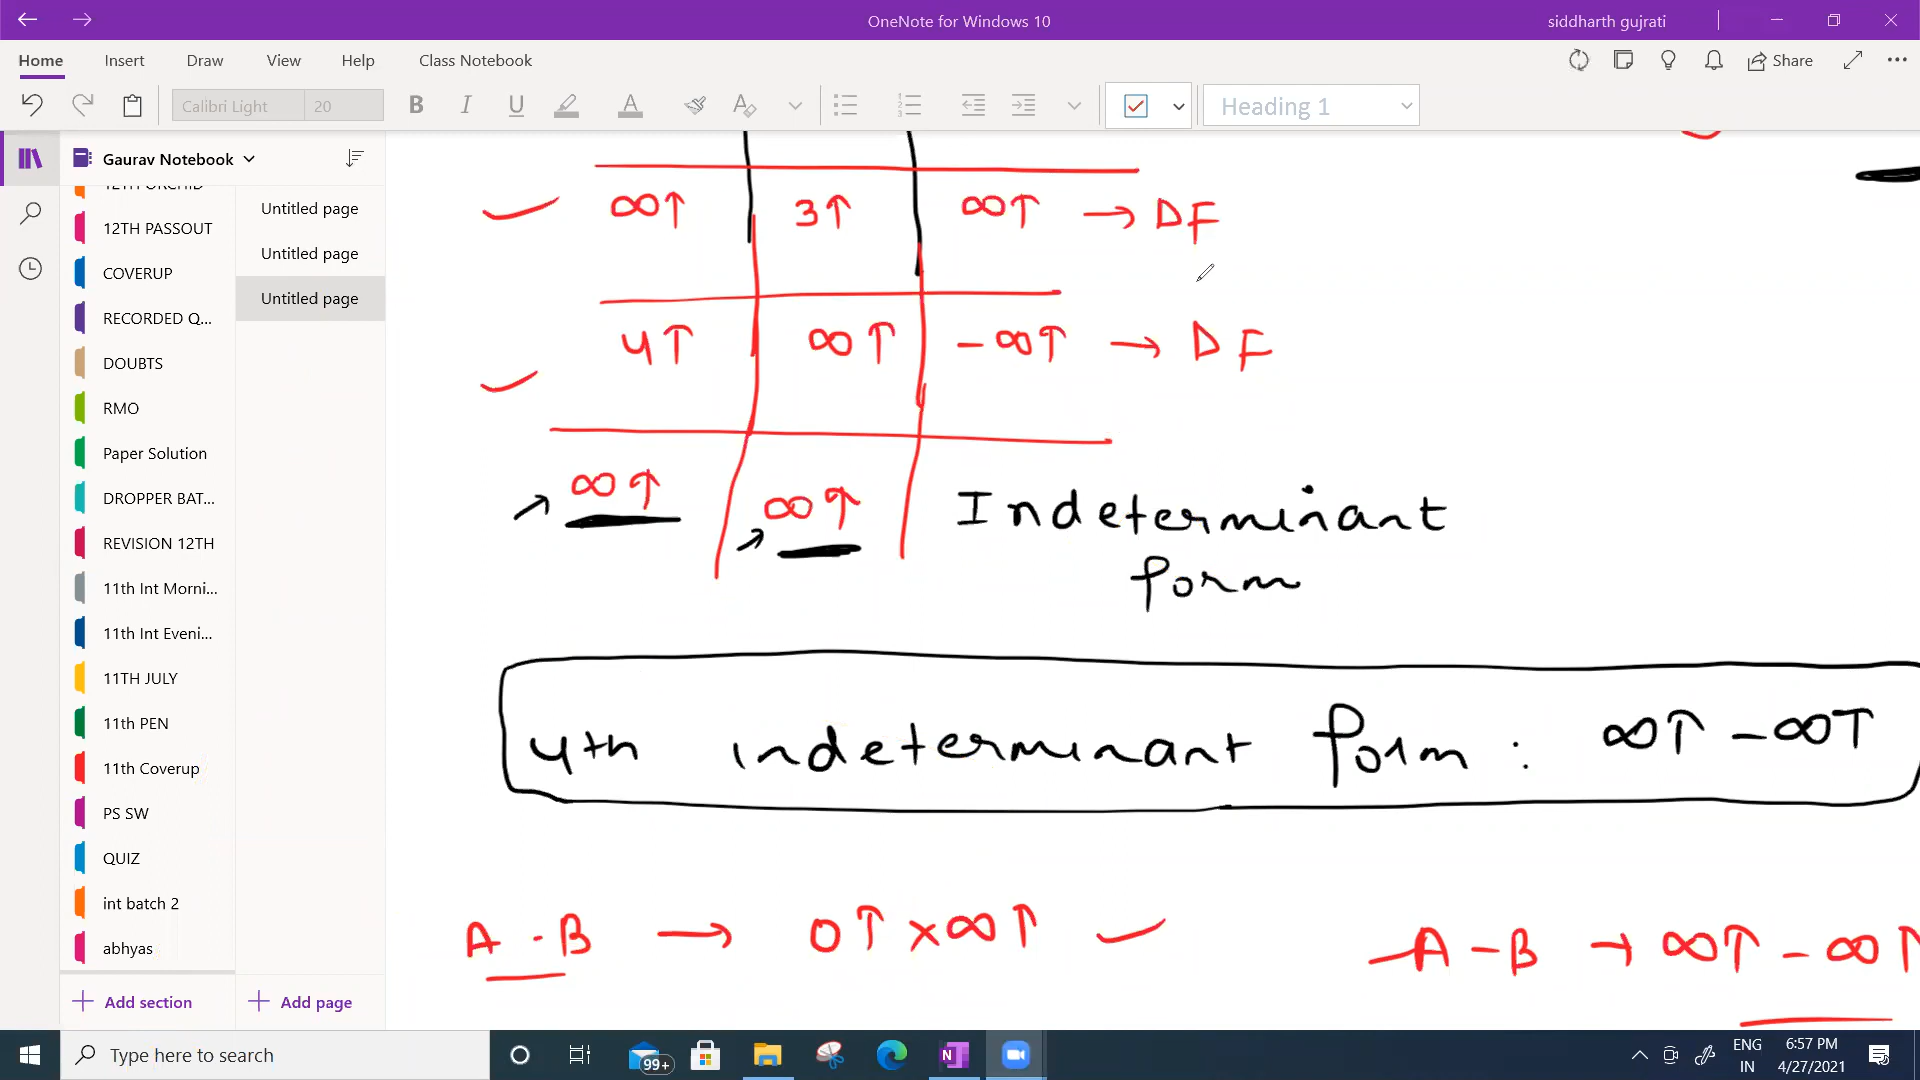 OneNote for Windows 10
siddharth gujrati
Home Insert Draw View Help Class Notebook
Share
Calibri Light 20
B I U A
Heading 1
Gaurav Notebook
12TH ORCHID
12TH PASSOUT
COVERUP
RECORDED Q...
DOUBTS
RMO
Paper Solution
DROPPER BAT...
REVISION 12TH
11th Int Morni...
11th Int Eveni...
11TH JULY
11th PEN
11th Coverup
PS SW
QUIZ
int batch 2
abhyas
+ Add section
Untitled page
Untitled page
Untitled page
+ Add page
∞↑ 3↑ ∞↑ → DF
4↑ ∞↑ -∞↑ → DF
∞↑ ∞↑ Indeterminant
form
4th indeterminant form : ∞↑ -∞↑
A · B → 0↑ × ∞↑
A - B → ∞↑ - ∞↑
Type here to search
99+
N
ENG
IN
6:57 PM
4/27/2021